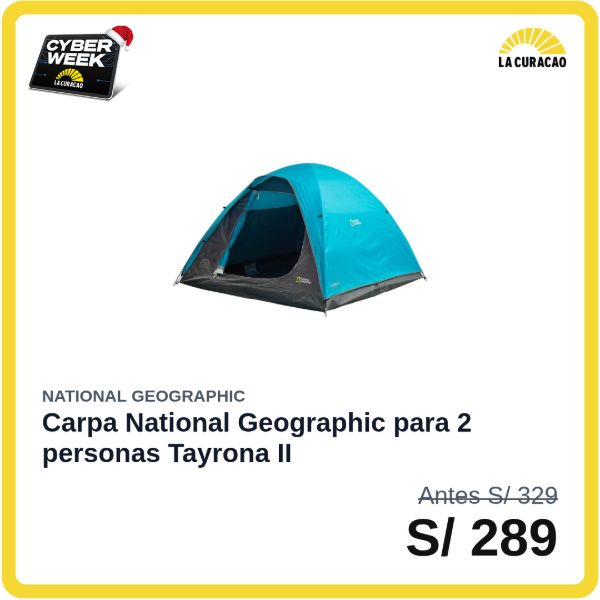 CYBER
WEEK
LA CURACAO
LA CURACAO
NATIONAL GEOGRAPHIC
Carpa National Geographic para 2
personas Tayrona II
Antes S/ 329
S/ 289